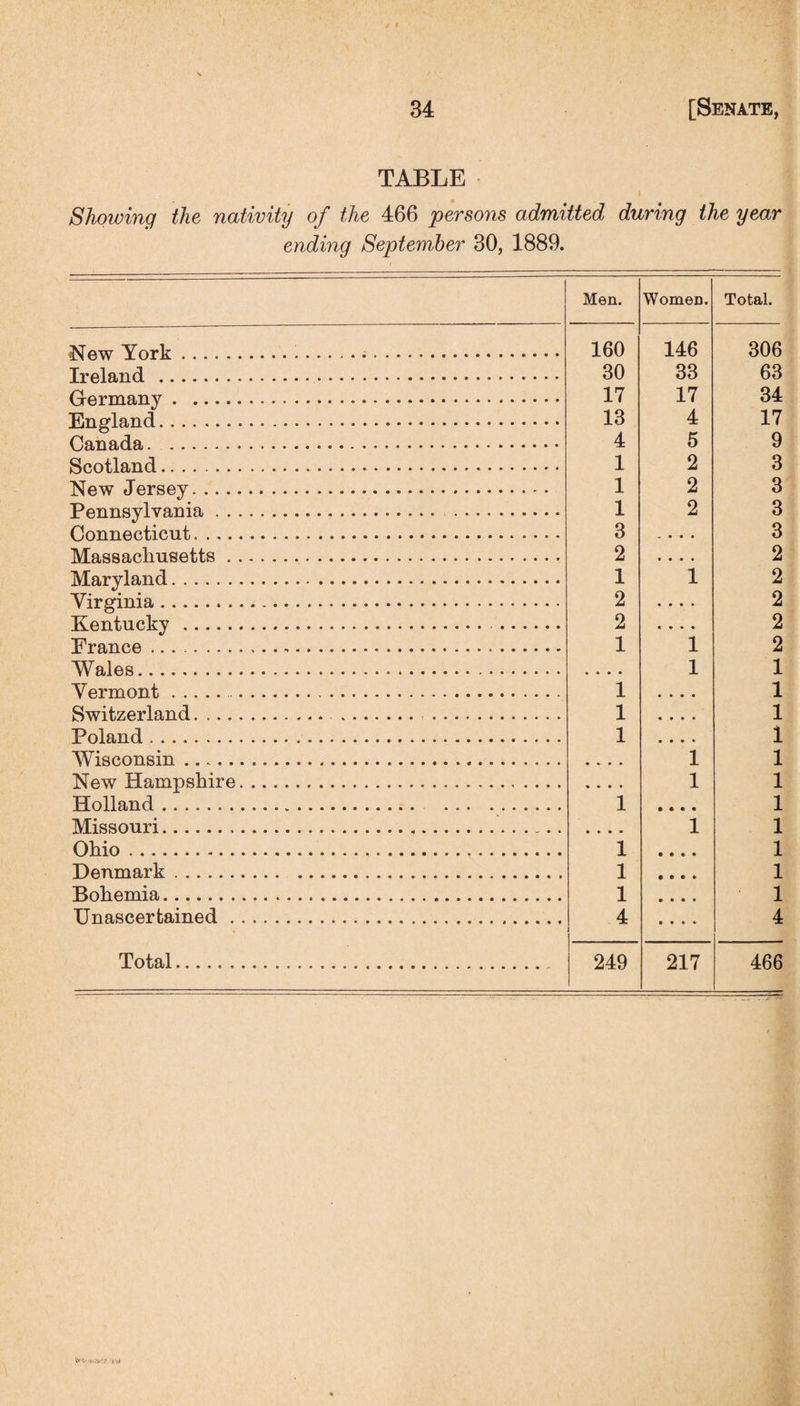 34 [Senate,
TABLE
Showing the nativity of the 466 persons admitted during the year
ending September 30, 1889.
Men. Women. Total.
New York 160 146 306
Ireland 30 33 63
Germany 17 17 34
England 13 4 17
Canada 4 5 9
Scotland 1 2 3
New Jersey 1 2 3
Pennsylvania 1 2 3
Connecticut 3 .... 3
Massachusetts 2 .... 2
Maryland 1 1 2
Virginia 2 .... 2
Kentucky 2 .... 2
France 1 1 2
Wales .... 1 1
Vermont 1 .... 1
Switzerland 1 .... 1
Poland 1 .... 1
Wisconsin .... 1 1
New Hampshire .... 1 1
Holland 1 .... 1
Missouri .... 1 1
Ohio 1 .... 1
Denmark 1 .... 1
Bohemia 1 .... 1
Unascertained 4 .... 4
Total 249 217 466